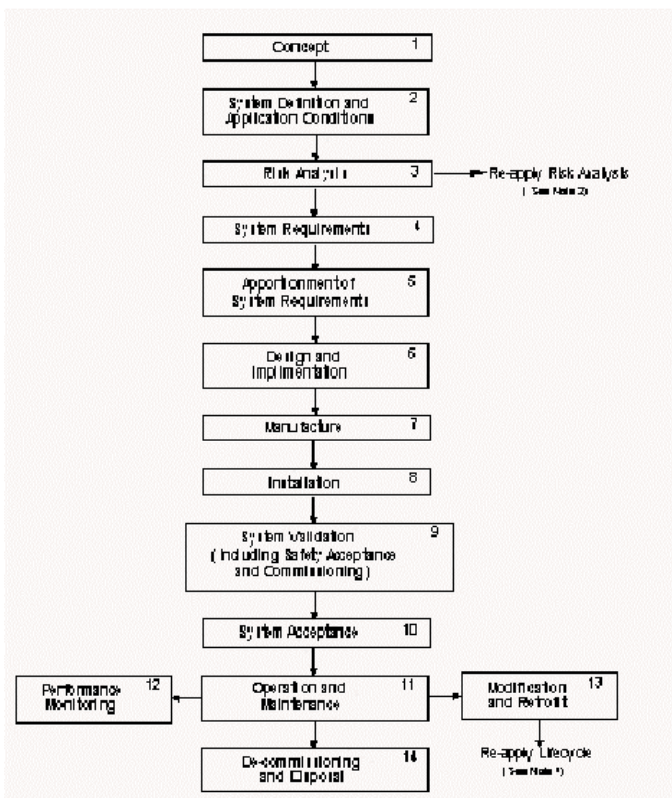 Concept 1
System Definition and 2
Application Conditions
Risk Analysis 3
Re-apply Risk Analysis
( See Note 2)
System Requirements 4
Apportionment of 5
System Requirements
Design and 6
Implimentation
Manufacture 7
Installation 8
System Validation 9
( Including Safety Acceptance
and Commissioning )
System Acceptance 10
Performance 12
Monitoring
Operation and 11
Maintenance
Modification 13
and Retrofit
Re-apply Lifecycle
( See Note
De-commissioning 14
and Disposal